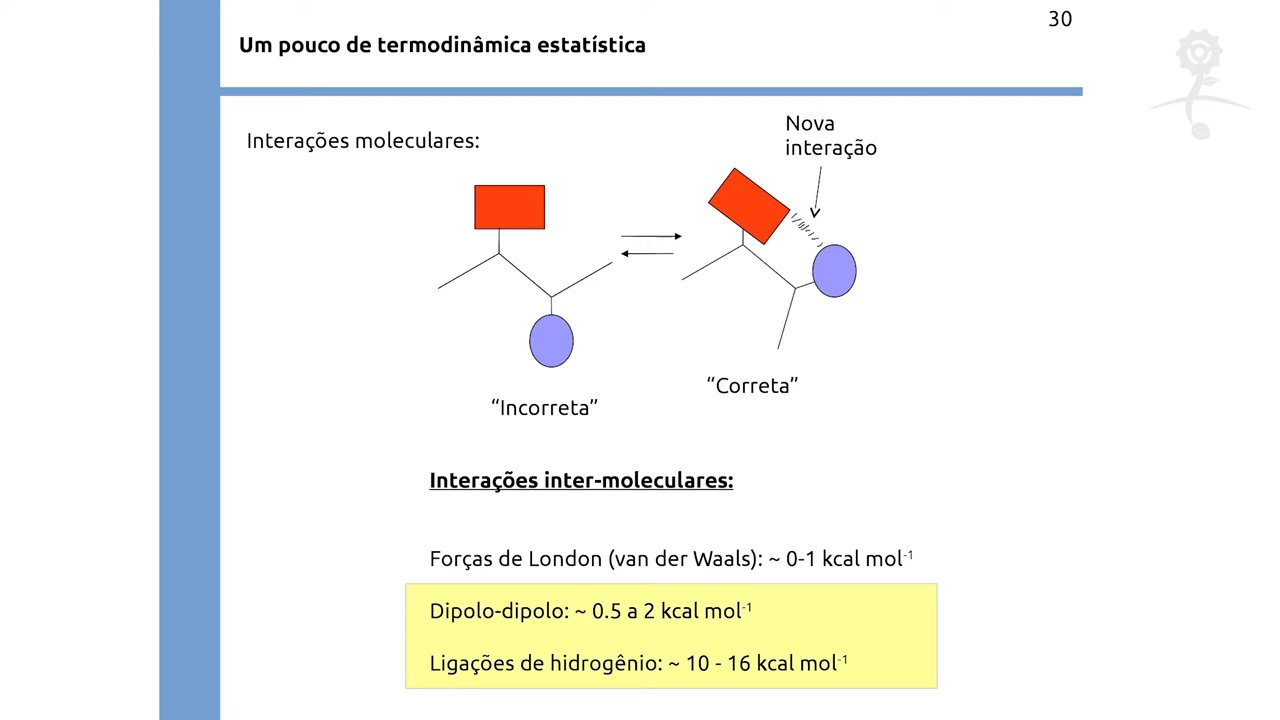 30
Um pouco de termodinâmica estatística
Nova
interação
Interações moleculares:
“Correta”
“Incorreta”
Interações inter-moleculares:
Forças de London (van der Waals): ~ 0-1 kcal mol-1
Dipolo-dipolo: ~ 0.5 a 2 kcal mol-1
Ligações de hidrogênio: ~ 10 - 16 kcal mol-1